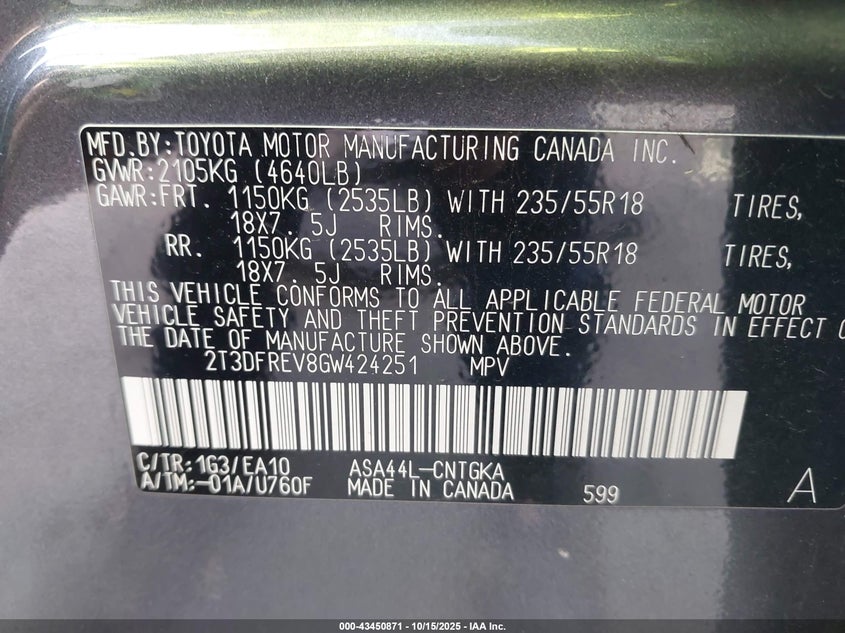 MFD.BY:TOYOTA MOTOR MANUFACTURING CANADA INC.
GVWR:2105KG (4640LB)
GAWR:FRT. 1150KG (2535LB) WITH 235/55R18 TIRES,
18X7.5J RIMS.
RR. 1150KG (2535LB) WITH 235/55R18 TIRES,
18X7.5J RIMS.
THIS VEHICLE CONFORMS TO ALL APPLICABLE FEDERAL MOTOR
VEHICLE SAFETY AND THEFT PREVENTION STANDARDS IN EFFECT
THE DATE OF MANUFACTURE SHOWN ABOVE.
2T3DFREV8GW424251 MPV
C/TR:1G3/EA10 ASA44L-CNTGKA
A/TM:-01A/U760F MADE IN CANADA 599 A
000-43450871 - 10/15/2025 - IAA Inc.